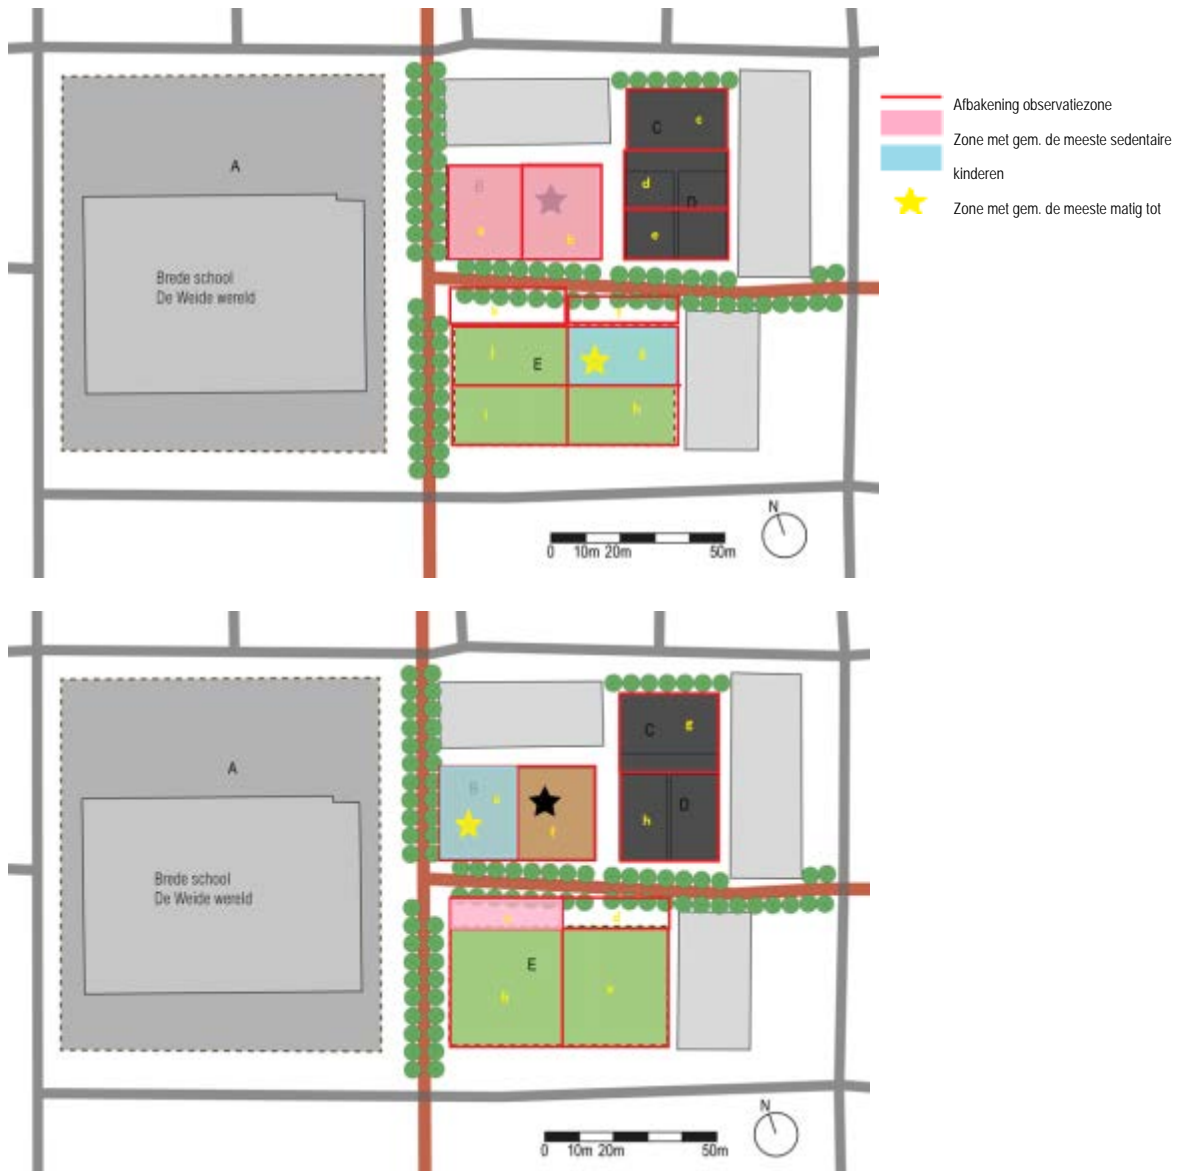 A
C
c
Afbakening observatiezone
Zone met gem. de meeste sedentaire
kinderen
Zone met gem. de meeste matig tot
B
d
D
e
Brede school
De Weide wereld
E
h
N
0 10m 20m 50m
A
C
g
B
a
h
D
f
Brede school
De Weide wereld
d
E
b
N
0 10m 20m 50m